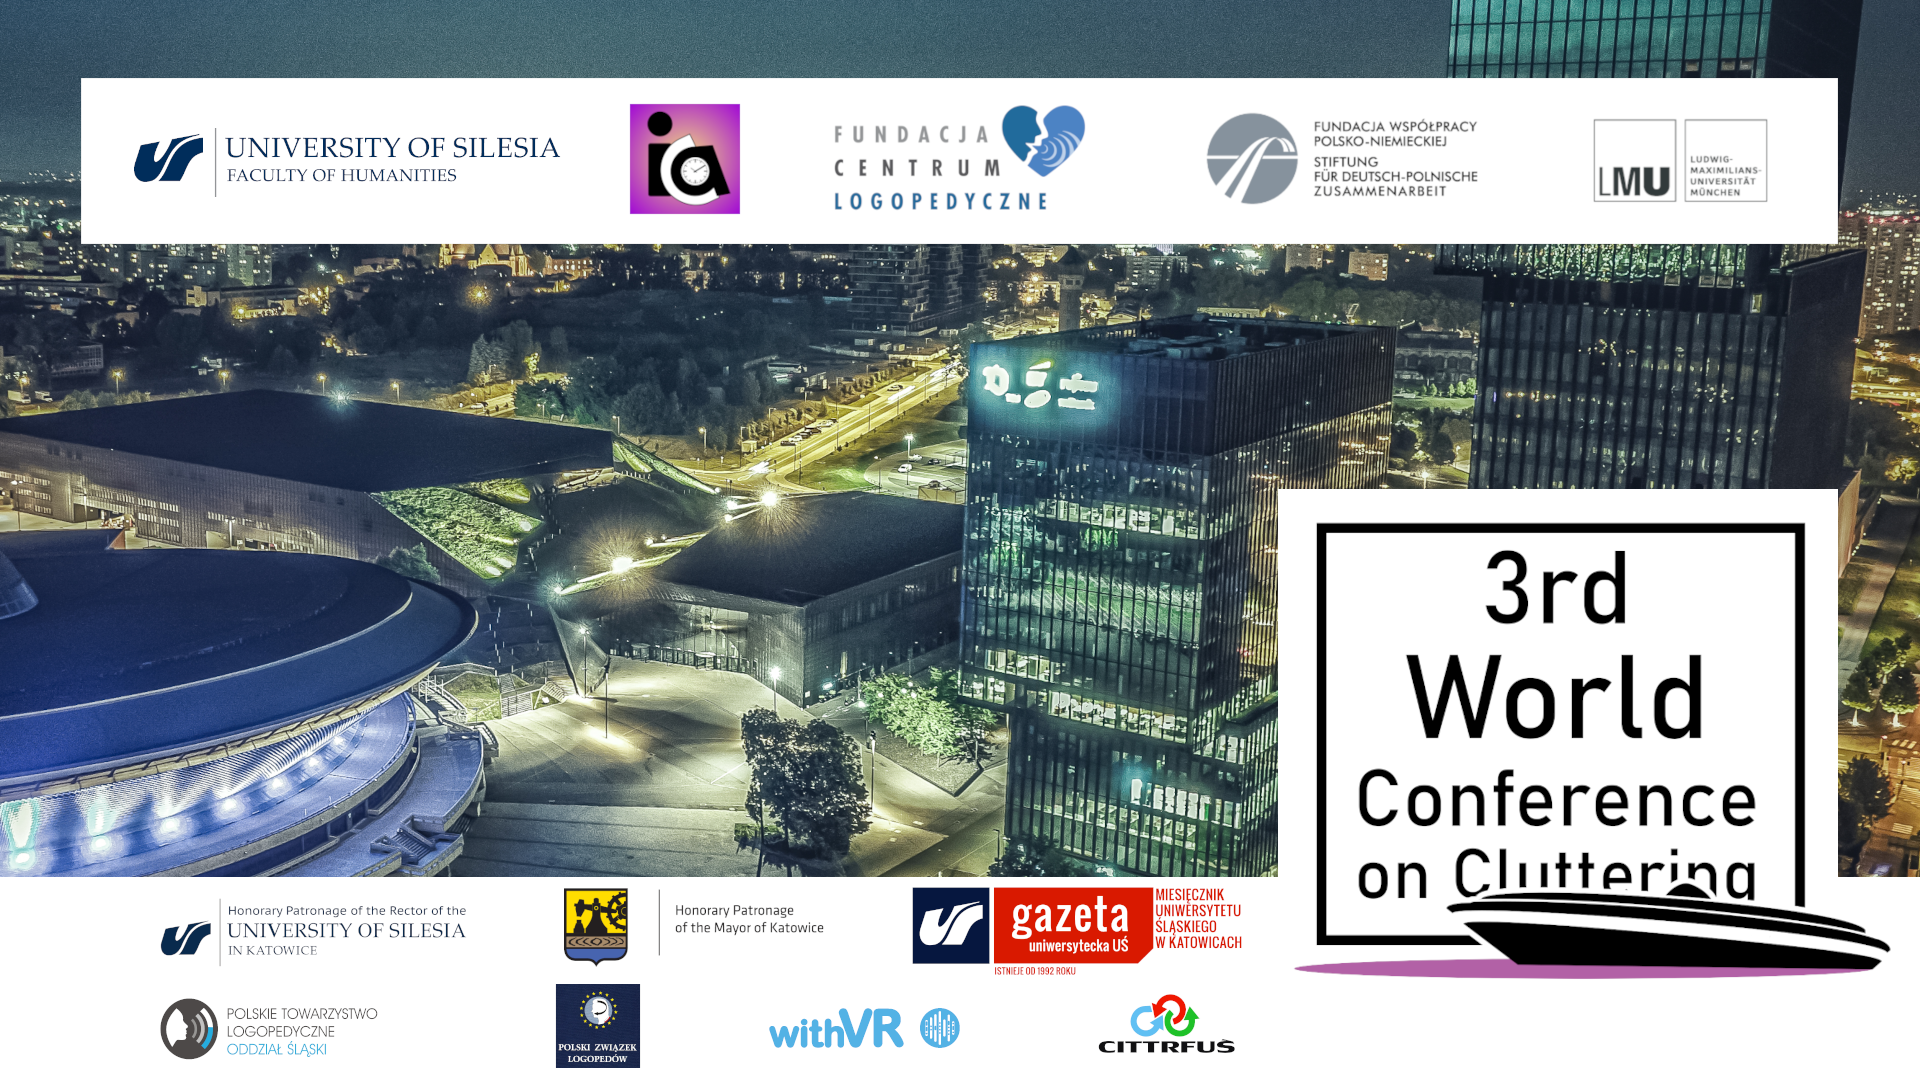 UNIVERSITY OF SILESIA
FACULTY OF HUMANITIES
ica
FUNDACJA
CENTRUM
LOGOPEDYCZNE
FUNDACJA WSPÓŁPRACY
POLSKO-NIEMIECKIEJ
STIFTUNG
FÜR DEUTSCH-POLNISCHE
ZUSAMMENARBEIT
LMU
LUDWIG-
MAXIMILIANS-
UNIVERSITÄT
MÜNCHEN
3rd
World
Conference
on Cluttering
Honorary Patronage of the Rector of the
UNIVERSITY OF SILESIA
IN KATOWICE
Honorary Patronage
of the Mayor of Katowice
gazeta
uniwersytecka UŚ
ISTNIEJE OD 1992 ROKU
MIESIĘCZNIK
UNIWERSYTETU
ŚLĄSKIEGO
W KATOWICACH
POLSKIE TOWARZYSTWO
LOGOPEDYCZNE
ODDZIAŁ ŚLĄSKI
POLSKI ZWIĄZEK
LOGOPEDÓW
withVR
CITTRFUŚ